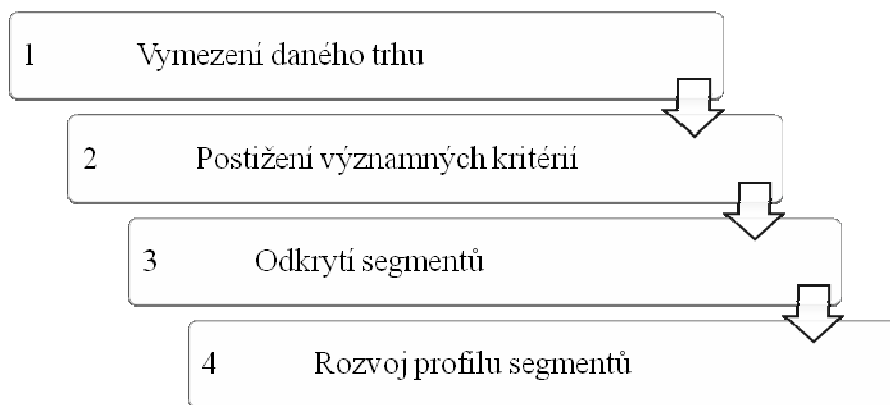 1 Vymezení daného trhu
2 Postižení významných kritérií
3 Odkrytí segmentů
4 Rozvoj profilu segmentů